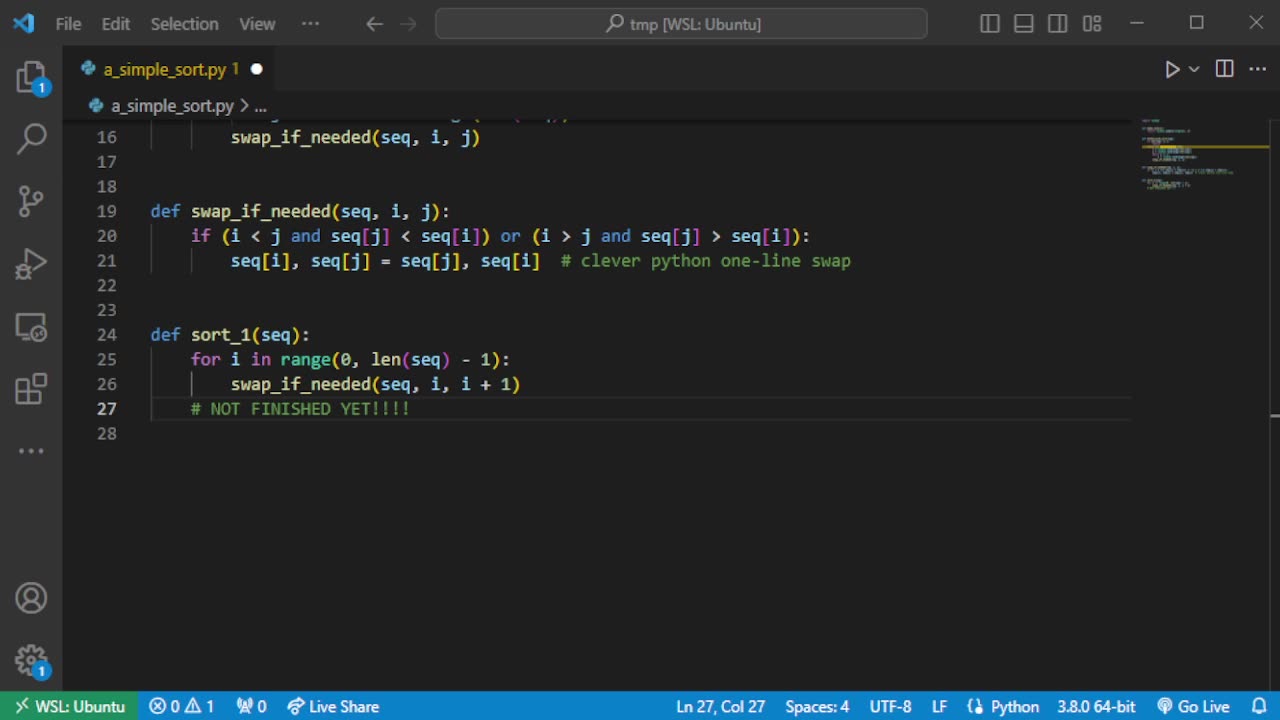 File Edit Selection View ··· tmp [WSL: Ubuntu]
1 a_simple_sort.py 1
a_simple_sort.py > ...
16 swap_if_needed(seq, i, j)
17
18
19 def swap_if_needed(seq, i, j):
20 if (i < j and seq[j] < seq[i]) or (i > j and seq[j] > seq[i]):
21 seq[i], seq[j] = seq[j], seq[i] # clever python one-line swap
22
23
24 def sort_1(seq):
25 for i in range(0, len(seq) - 1):
26 swap_if_needed(seq, i, i + 1)
27 # NOT FINISHED YET!!!!
28
1
WSL: Ubuntu 0 1 0 Live Share Ln 27, Col 27 Spaces: 4 UTF-8 LF Python 3.8.0 64-bit Go Live